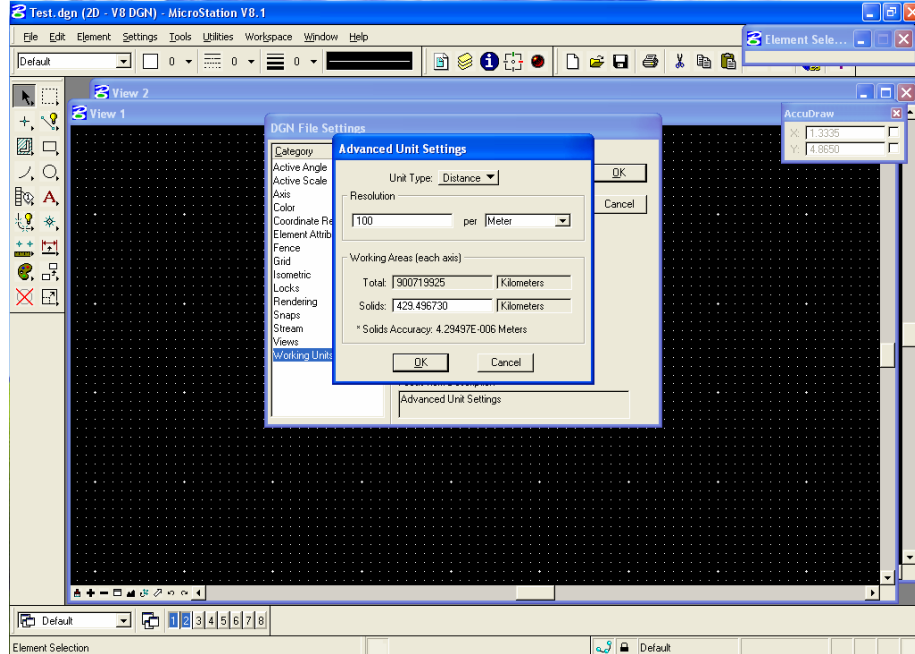 Test.dgn (2D - V8 DGN) - MicroStation V8.1
File Edit Element Settings Tools Utilities Workspace Window Help
Element Sele...
Default 0 0 0
View 2
View 1
AccuDraw
X: 1.3335
Y: 4.8650
DGN File Settings
Category
Active Angle
Active Scale
Axis
Color
Coordinate Re
Element Attrib
Fence
Grid
Isometric
Locks
Rendering
Snaps
Stream
Views
Working Units
OK
Cancel
Advanced Unit Settings
Unit Type: Distance
Resolution
100 per Meter
Working Areas (each axis)
Total: 900719925 Kilometers
Solids: 429.496730 Kilometers
* Solids Accuracy: 4.29497E-006 Meters
OK Cancel
Advanced Unit Settings
Default 1 2 3 4 5 6 7 8
Element Selection Default